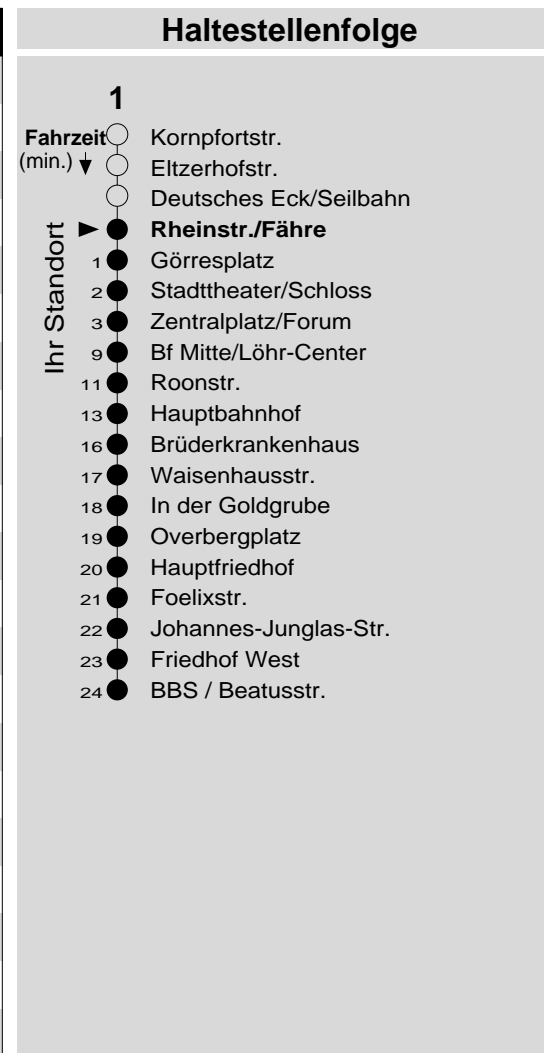 Haltestellenfolge
1
Fahrzeit Kornpfortstr.
(min.) Eltzerhofstr.
Deutsches Eck/Seilbahn
Ihr Standort
Rheinstr./Fähre
1 Görresplatz
2 Stadttheater/Schloss
3 Zentralplatz/Forum
9 Bf Mitte/Löhr-Center
11 Roonstr.
13 Hauptbahnhof
16 Brüderkrankenhaus
17 Waisenhausstr.
18 In der Goldgrube
19 Overbergplatz
20 Hauptfriedhof
21 Foelixstr.
22 Johannes-Junglas-Str.
23 Friedhof West
24 BBS / Beatusstr.